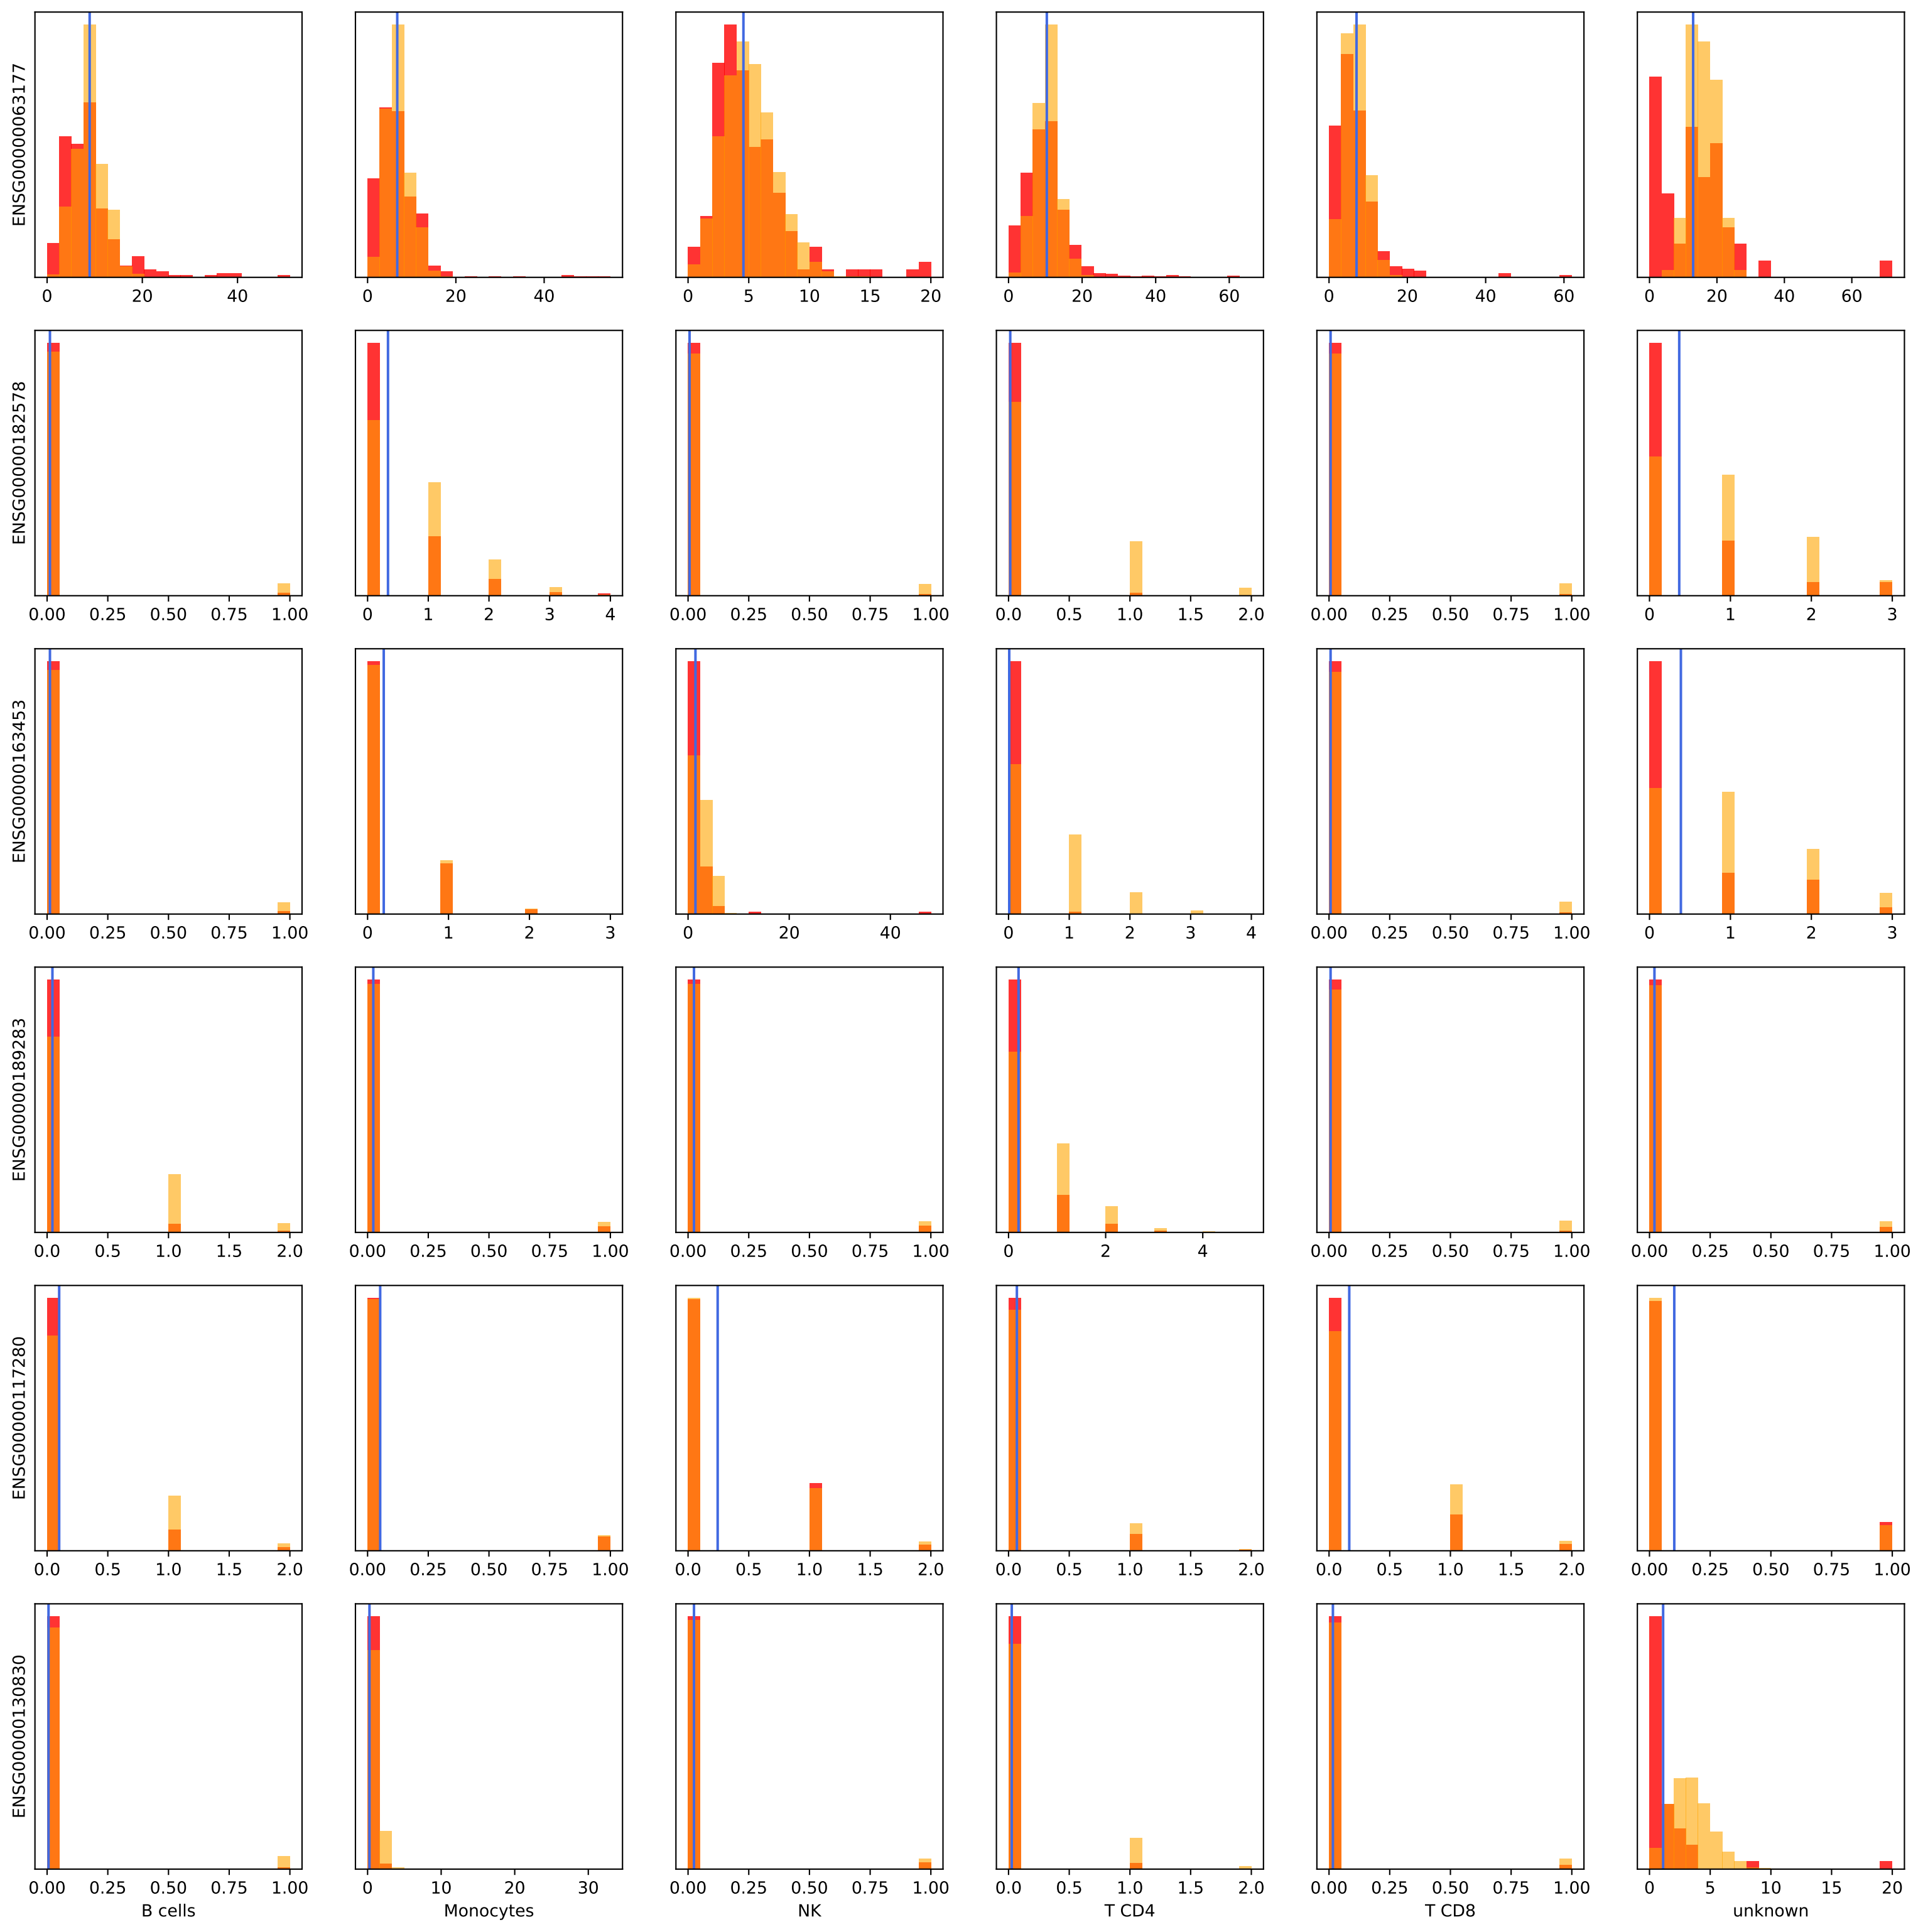 ENSG00000063177
0 20 40
0 20 40
0 5 10 15 20
0 20 40 60
0 20 40 60
0 20 40 60
ENSG00000182578
0.00 0.25 0.50 0.75 1.00
0 1 2 3 4
0.00 0.25 0.50 0.75 1.00
0.0 0.5 1.0 1.5 2.0
0.00 0.25 0.50 0.75 1.00
0 1 2 3
ENSG00000163453
0.00 0.25 0.50 0.75 1.00
0 1 2 3
0 20 40
0 1 2 3 4
0.00 0.25 0.50 0.75 1.00
0 1 2 3
ENSG00000189283
0.0 0.5 1.0 1.5 2.0
0.00 0.25 0.50 0.75 1.00
0.00 0.25 0.50 0.75 1.00
0 2 4
0.00 0.25 0.50 0.75 1.00
0.00 0.25 0.50 0.75 1.00
ENSG00000117280
0.0 0.5 1.0 1.5 2.0
0.00 0.25 0.50 0.75 1.00
0.0 0.5 1.0 1.5 2.0
0.0 0.5 1.0 1.5 2.0
0.0 0.5 1.0 1.5 2.0
0.00 0.25 0.50 0.75 1.00
ENSG00000130830
0.00 0.25 0.50 0.75 1.00
B cells
0 10 20 30
Monocytes
0.00 0.25 0.50 0.75 1.00
NK
0.0 0.5 1.0 1.5 2.0
T CD4
0.00 0.25 0.50 0.75 1.00
T CD8
0 5 10 15 20
unknown